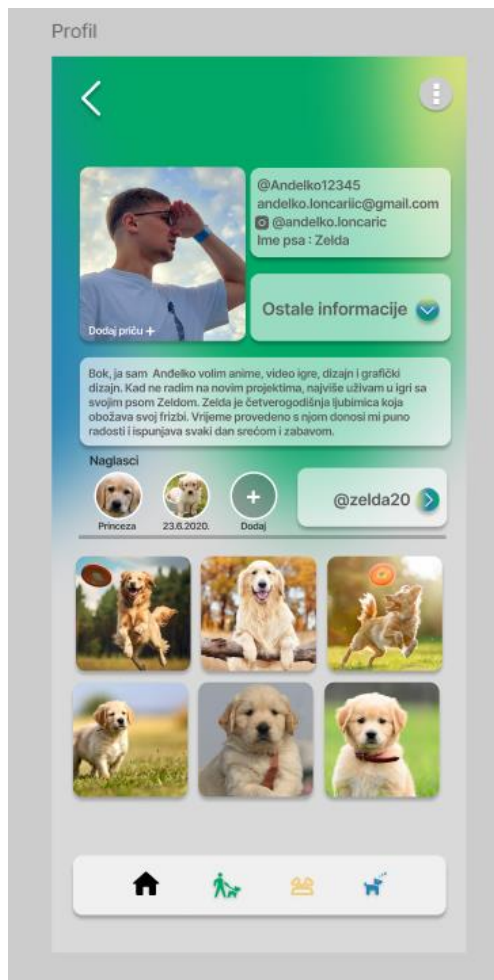 Profil
@Andelko12345
andelko.loncariic@gmail.com
@andelko.loncaric
Ime psa : Zelda
Ostale informacije
Dodaj priču +
Bok, ja sam Anđelko volim anime, video igre, dizajn i grafički
dizajn. Kad ne radim na novim projektima, najviše uživam u igri sa
svojim psom Zeldom. Zelda je četverogodišnja ljubimica koja
obožava svoj frizbi. Vrijeme provedeno s njom donosi mi puno
radosti i ispunjava svaki dan srećom i zabavom.
Naglasci
Princeza
23.6.2020.
Dodaj
@zelda20